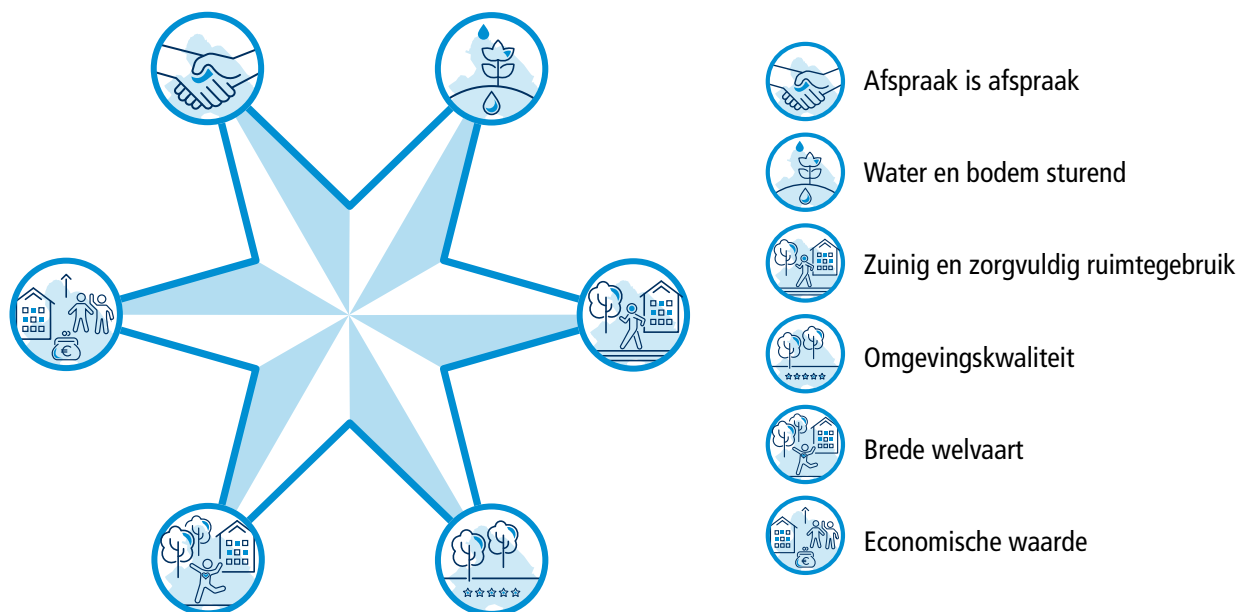 Afspraak is afspraak
Water en bodem sturend
Zuinig en zorgvuldig ruimtegebruik
Omgevingskwaliteit
Brede welvaart
Economische waarde